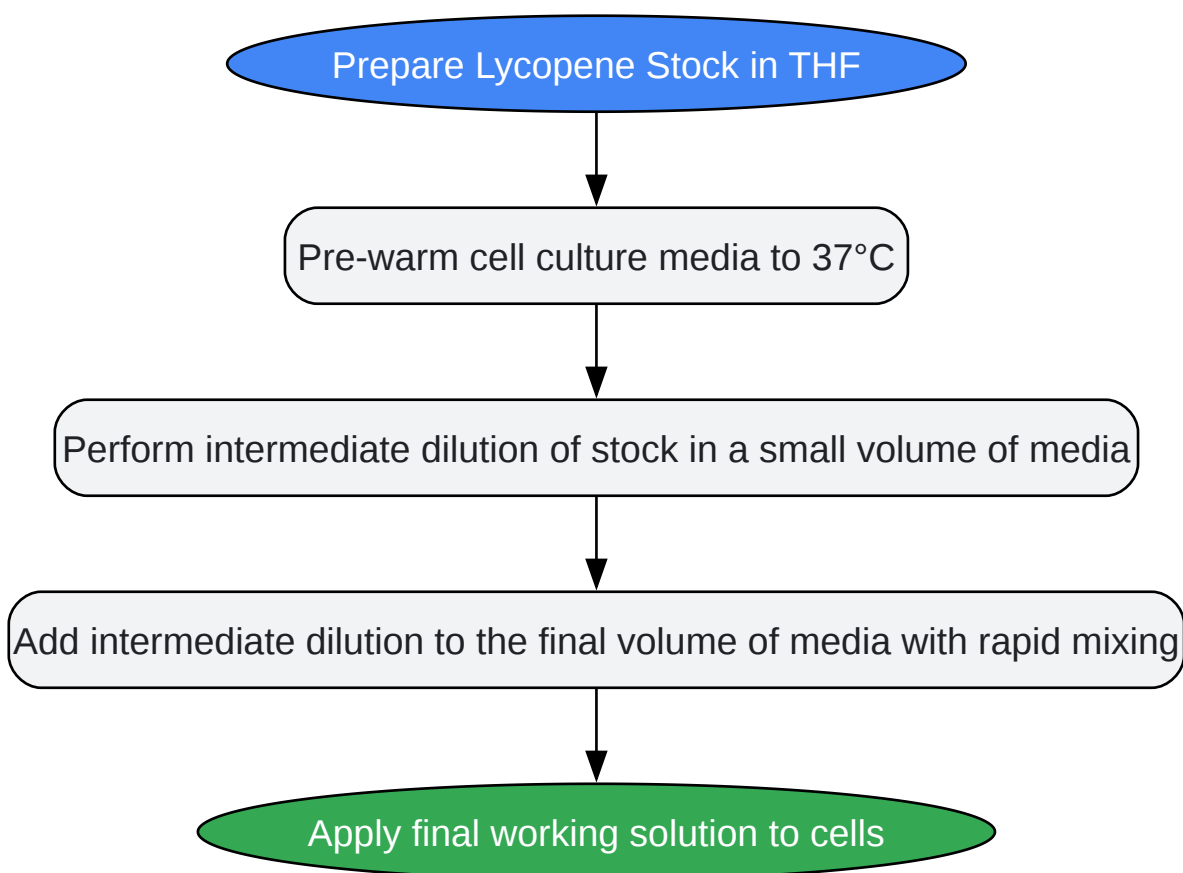 Prepare Lycopene Stock in THF
Pre-warm cell culture media to 37°C
Perform intermediate dilution of stock in a small volume of media
Add intermediate dilution to the final volume of media with rapid mixing
Apply final working solution to cells